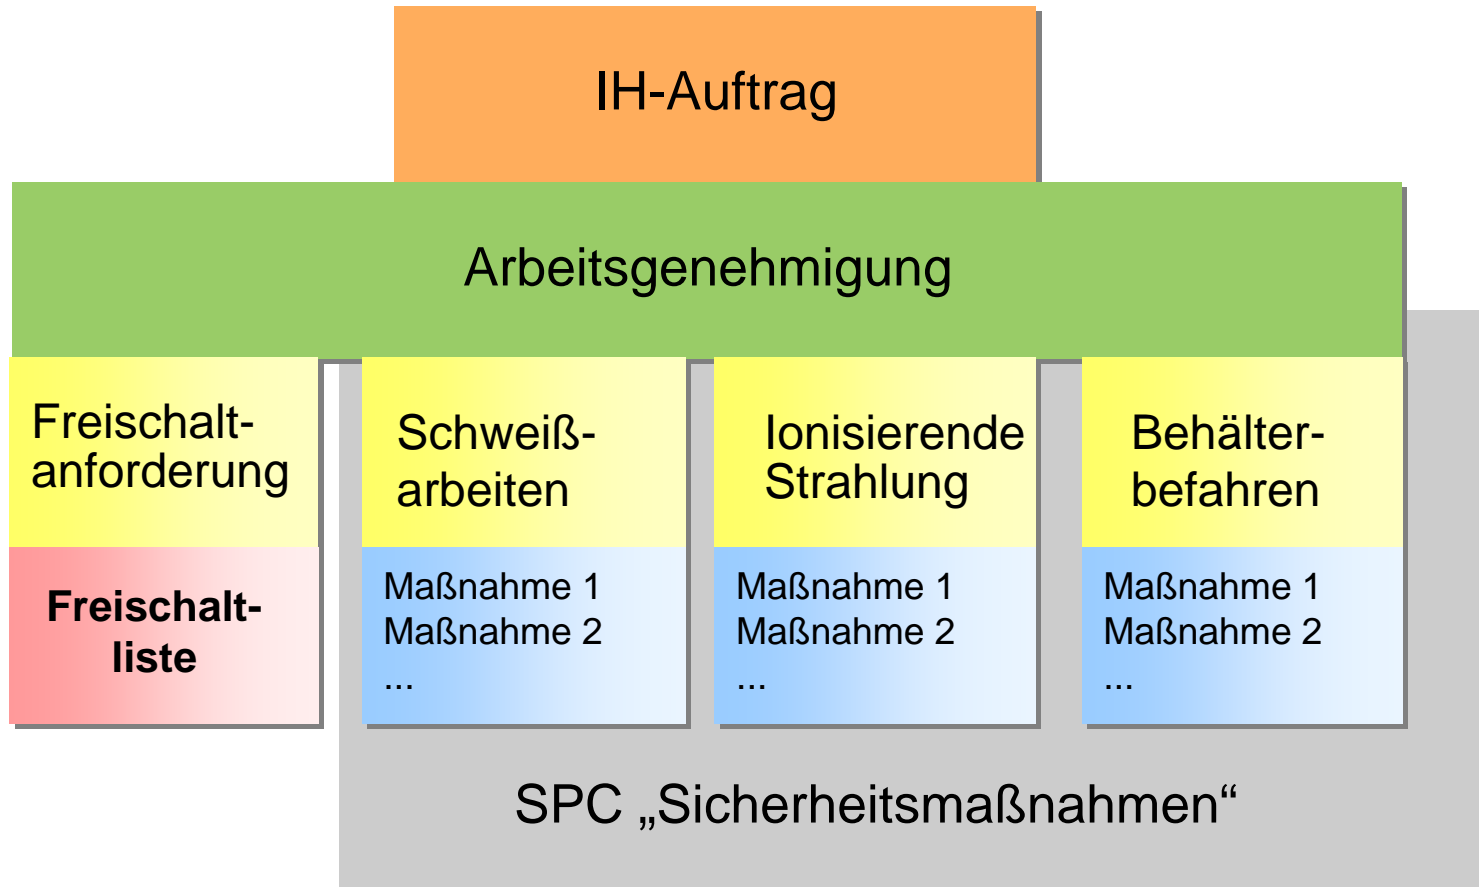 IH-Auftrag
Arbeitsgenehmigung
Freischalt-
anforderung
Schweiß-
arbeiten
Ionisierende
Strahlung
Behälter-
befahren
Freischalt-
liste
Maßnahme 1
Maßnahme 2
...
Maßnahme 1
Maßnahme 2
...
Maßnahme 1
Maßnahme 2
...
SPC „Sicherheitsmaßnahmen“